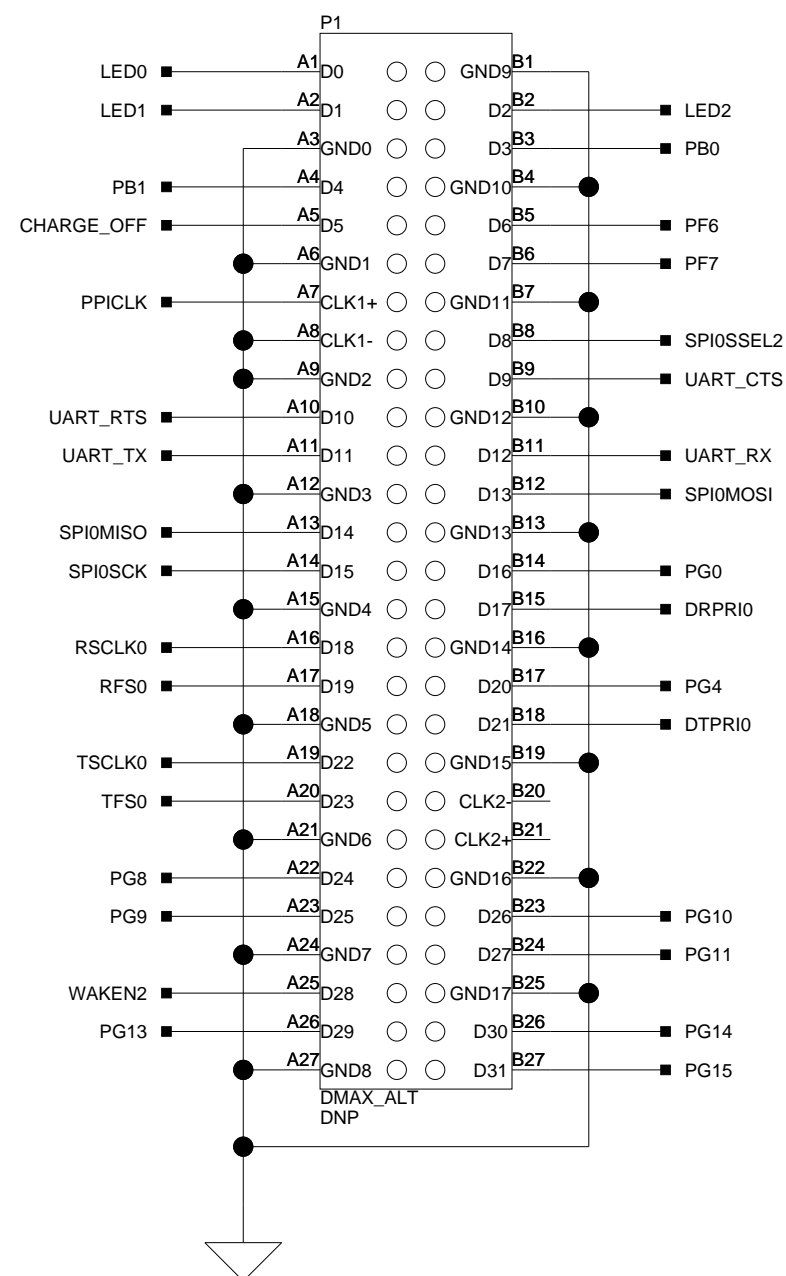 P1
LED0 A1 D0 GND9 B1
LED1 A2 D1 D2 B2 LED2
A3 GND0 D3 B3 PB0
PB1 A4 D4 GND10 B4
CHARGE_OFF A5 D5 D6 B5 PF6
A6 GND1 D7 B6 PF7
PPICLK A7 CLK1+ GND11 B7
A8 CLK1- D8 B8 SPI0SSEL2
A9 GND2 D9 B9 UART_CTS
UART_RTS A10 D10 GND12 B10
UART_TX A11 D11 D12 B11 UART_RX
A12 GND3 D13 B12 SPI0MOSI
SPI0MISO A13 D14 GND13 B13
SPI0SCK A14 D15 D16 B14 PG0
A15 GND4 D17 B15 DRPRI0
RSCLK0 A16 D18 GND14 B16
RFS0 A17 D19 D20 B17 PG4
A18 GND5 D21 B18 DTPRI0
TSCLK0 A19 D22 GND15 B19
TFS0 A20 D23 CLK2- B20
A21 GND6 CLK2+ B21
PG8 A22 D24 GND16 B22
PG9 A23 D25 D26 B23 PG10
A24 GND7 D27 B24 PG11
WAKEN2 A25 D28 GND17 B25
PG13 A26 D29 D30 B26 PG14
A27 GND8 D31 B27 PG15
DMAX_ALT
DNP